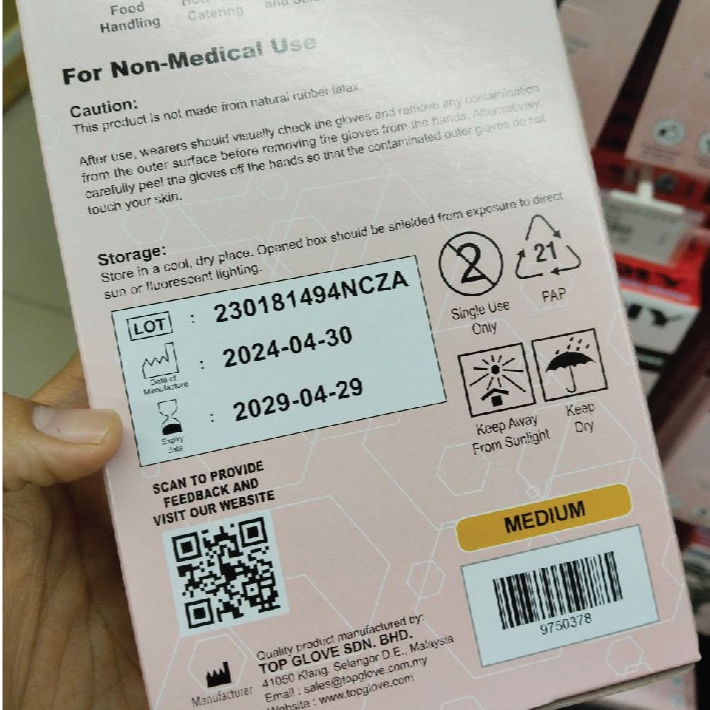 Food
Handling
Catering
and
For Non-Medical Use
Caution:
This product is not made from natural rubber latax.
After use, wearers should visually check the gloves and remove any contamination
from the outer surface before removing the gloves from the hands. Alternatively,
carefully peel the gloves off the hands so that the contaminated outer gloves do not
touch your skin.
Storage:
Store in a cool, dry place. Opened box should be shielded from exposure to direct
sun or fluorescent lighting.
LOT : 230181494NCZA
Date of
Manufacture
: 2024-04-30
Expiry
date
: 2029-04-29
2
Single Use
Only
21
PAP
Keep Away
From Sunlight
Keep
Dry
SCAN TO PROVIDE
FEEDBACK AND
VISIT OUR WEBSITE
MEDIUM
9750378
Manufacturer
Quality product manufactured by:
TOP GLOVE SDN. BHD.
41050 Klang, Selangor D.E., Malaysia
Email : sales@topglove.com.my
Website : www.topglove.com